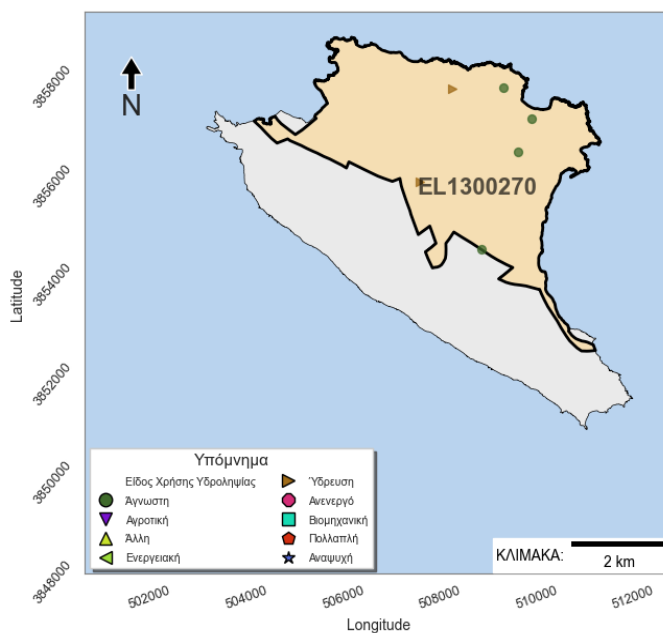 N
EL1300270
Latitude
3858000
3856000
3854000
3852000
3850000
3848000
Υπόμνημα
Είδος Χρήσης Υδροληψίας
Άγνωστη
Αγροτική
Άλλη
Ενεργειακή
Ύδρευση
Ανενεργό
Βιομηχανική
Πολλαπλή
Αναψυχή
ΚΛΙΜΑΚΑ:
2 km
502000
504000
506000
508000
510000
512000
Longitude